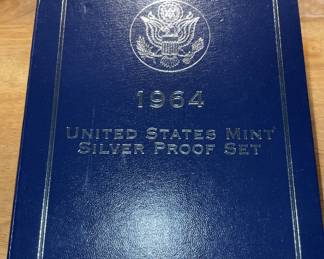 1964
UNITED STATES MINT
SILVER PROOF SET